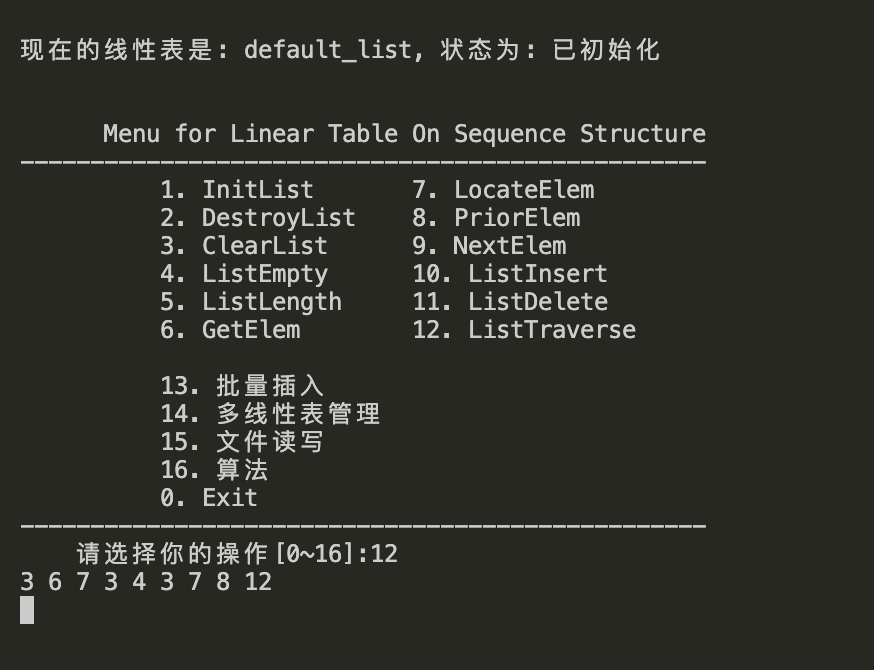 现在的线性表是: default_list, 状态为: 已初始化
Menu for Linear Table On Sequence Structure
-------------------------------------------------
1. InitList 7. LocateElem
2. DestroyList 8. PriorElem
3. ClearList 9. NextElem
4. ListEmpty 10. ListInsert
5. ListLength 11. ListDelete
6. GetElem 12. ListTraverse
13. 批量插入
14. 多线性表管理
15. 文件读写
16. 算法
0. Exit
-------------------------------------------------
请选择你的操作[0~16]:12
3 6 7 3 4 3 7 8 12